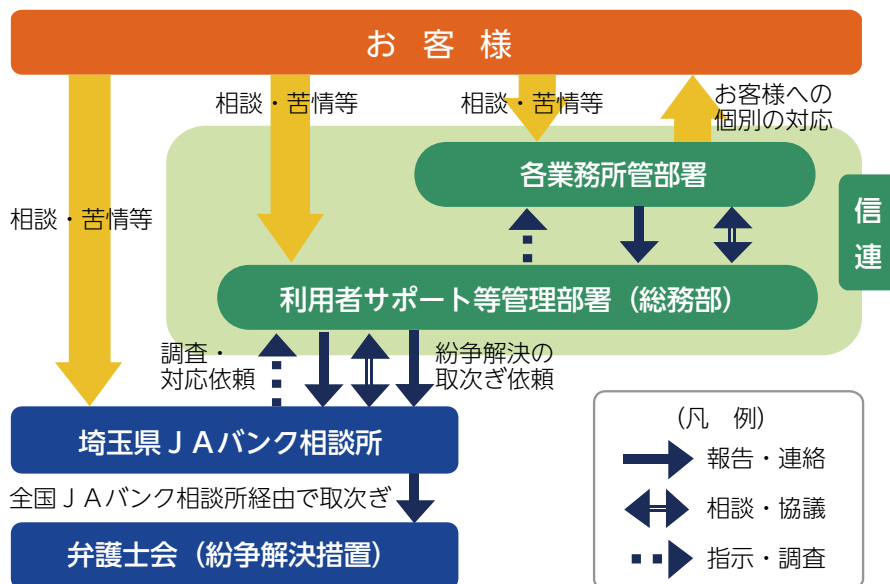 お客様
相談・苦情等
相談・苦情等
お客様への
個別の対応
相談・苦情等
各業務所管部署
信連
利用者サポート等管理部署（総務部）
調査・
対応依頼
紛争解決の
取次ぎ依頼
埼玉県ＪＡバンク相談所
全国ＪＡバンク相談所経由で取次ぎ
弁護士会（紛争解決措置）
（凡例）
報告・連絡
相談・協議
指示・調査